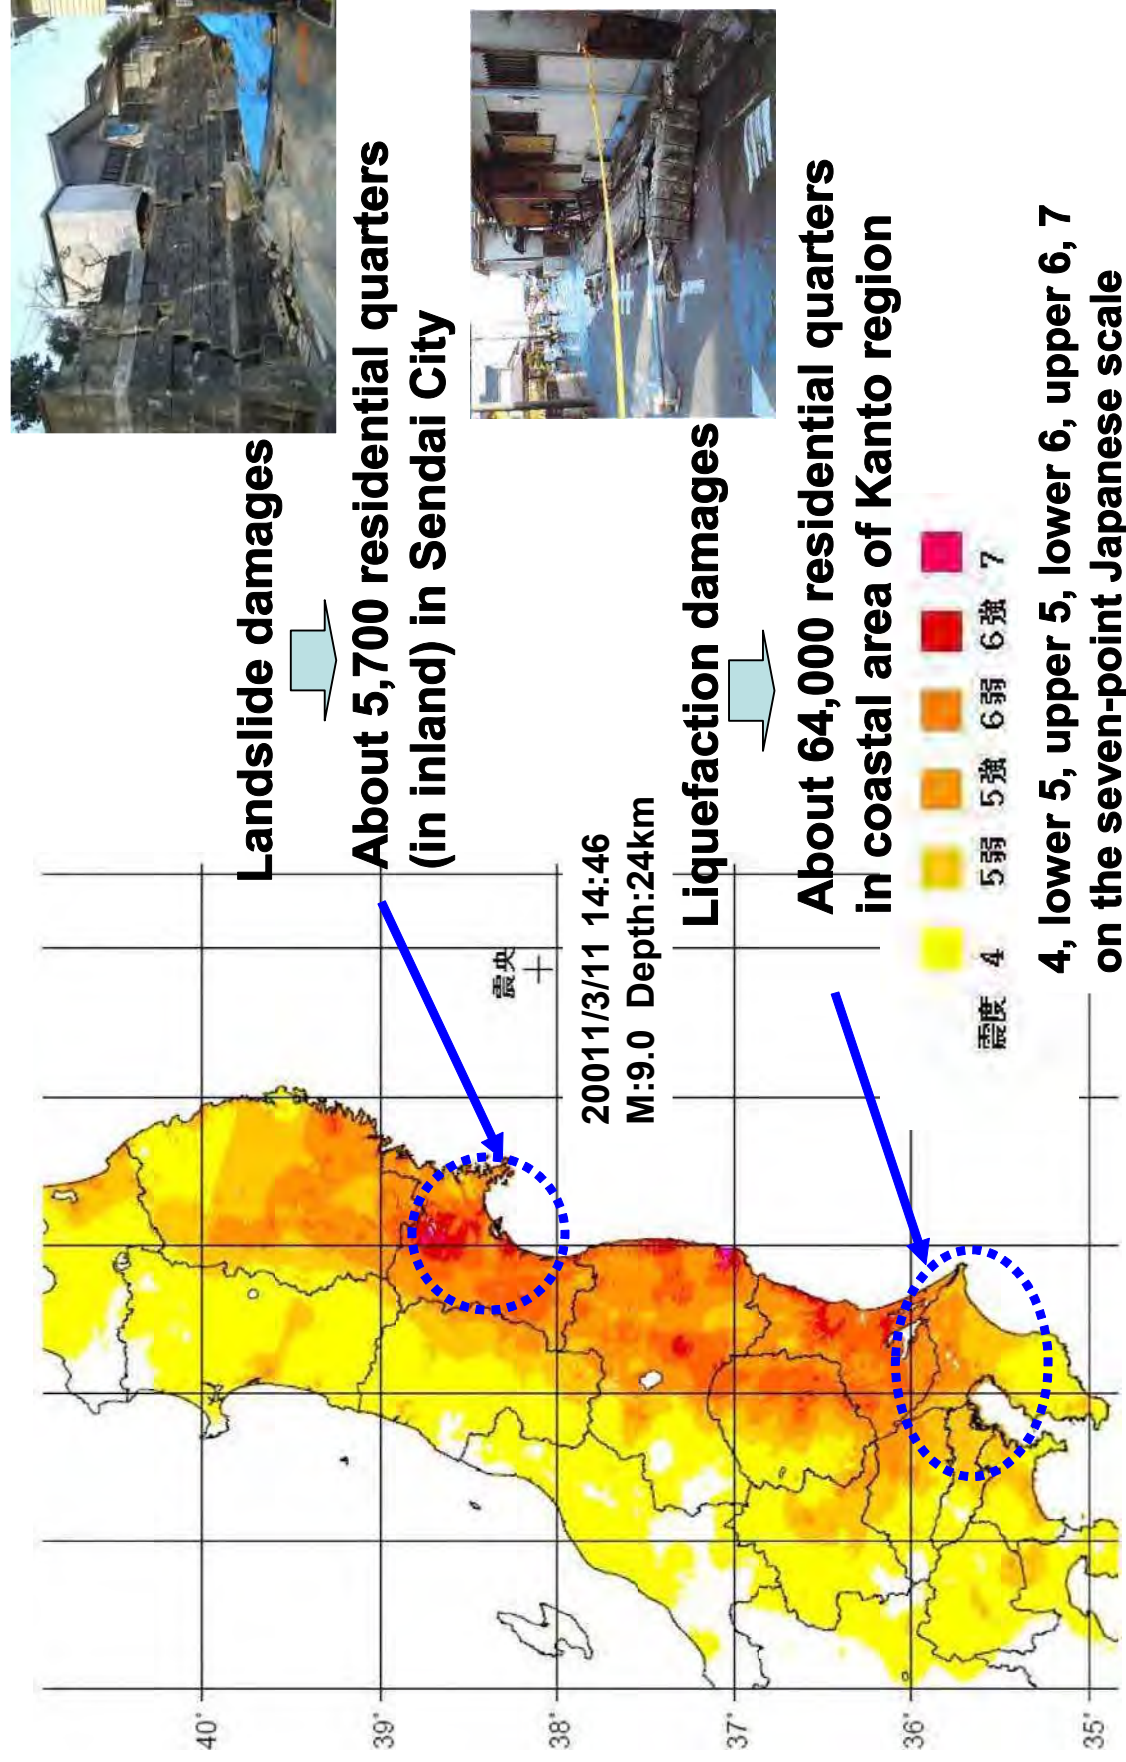 Landslide damages
About 5,700 residential quarters
(in inland) in Sendai City
震央
20011/3/11 14:46
M:9.0 Depth:24km
Liquefaction damages
About 64,000 residential quarters
in coastal area of Kanto region
震度 4 5弱 5強 6弱 6強 7
4, lower 5, upper 5, lower 6, upper 6, 7
on the seven-point Japanese scale
40°
39°
38°
37°
36°
35°